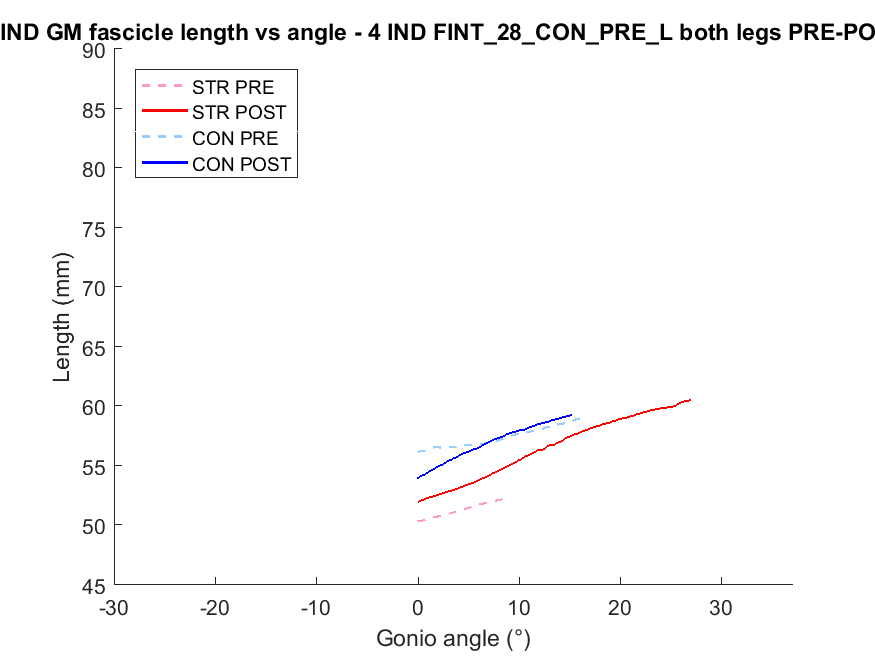 IND GM fascicle length vs angle - 4 IND FINT_28_CON_PRE_L both legs PRE-PO
90
85
80
75
70
65
60
55
50
45
Length (mm)
STR PRE
STR POST
CON PRE
CON POST
-30
-20
-10
0
10
20
30
Gonio angle (°)